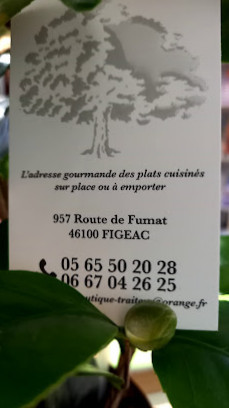 L'adresse gourmande des plats cuisinés
sur place ou à emporter
957 Route de Fumat
46100 FIGEAC
05 65 50 20 28
06 67 04 26 25